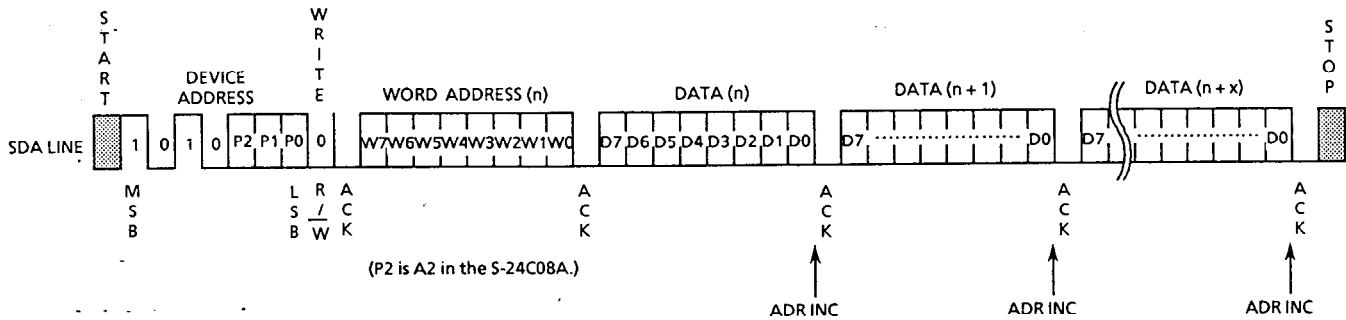 START
WRITE
STOP
DEVICE
ADDRESS
WORD ADDRESS (n)
DATA (n)
DATA (n + 1)
DATA (n + x)
SDA LINE
1 0 1 0 P2 P1 P0 0
W7 W6 W5 W4 W3 W2 W1 W0
D7 D6 D5 D4 D3 D2 D1 D0
D7 ................ D0
D7 ................ D0
MSB
LSB
R/W
ACK
ACK
ACK
ACK
ACK
(P2 is A2 in the S-24C08A.)
ADR INC
ADR INC
ADR INC